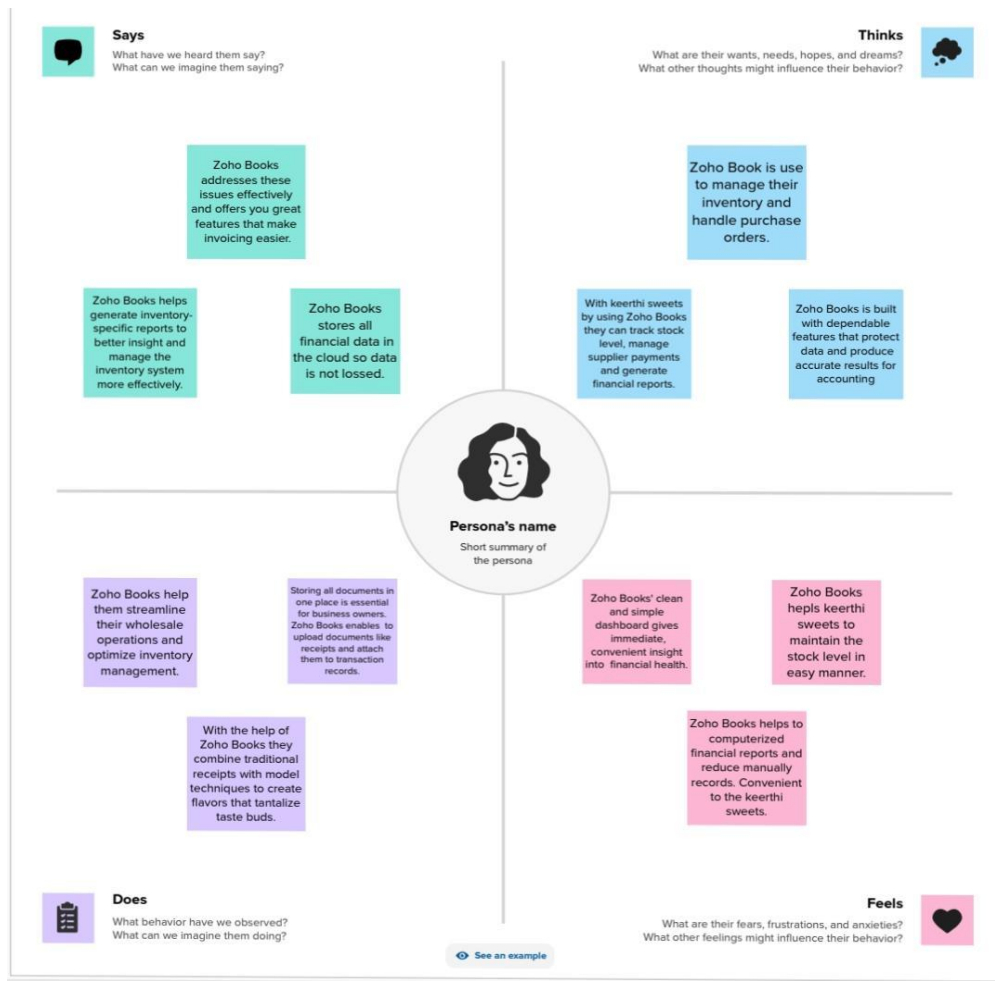 Says
What have we heard them say?
What can we imagine them saying?
Thinks
What are their wants, needs, hopes, and dreams?
What other thoughts might influence their behavior?
Zoho Books
addresses these
issues effectively
and offers you great
features that make
invoicing easier.
Zoho Books helps
generate inventory-
specific reports to
better insight and
manage the
inventory system
more effectively.
Zoho Books
stores all
financial data in
the cloud so data
is not lossed.
Zoho Book is use
to manage their
inventory and
handle purchase
orders.
With keerthi sweets
by using Zoho Books
they can track stock
level, manage
supplier payments
and generate
financial reports.
Zoho Books is built
with dependable
features that protect
data and produce
accurate results for
accounting
Persona's name
Short summary of
the persona
Zoho Books help
them streamline
their wholesale
operations and
optimize inventory
management.
Storing all documents in
one place is essential
for business owners.
Zoho Books enables to
upload documents like
receipts and attach
them to transaction
records.
With the help of
Zoho Books they
combine traditional
receipts with model
techniques to create
flavors that tantalize
taste buds.
Zoho Books' clean
and simple
dashboard gives
immediate,
convenient insight
into financial health.
Zoho Books
hepls keerthi
sweets to
maintain the
stock level in
easy manner.
Zoho Books helps to
computerized
financial reports and
reduce manually
records. Convenient
to the keerthi
sweets.
Does
What behavior have we observed?
What can we imagine them doing?
Feels
What are their fears, frustrations, and anxieties?
What other feelings might influence their behavior?
See an example